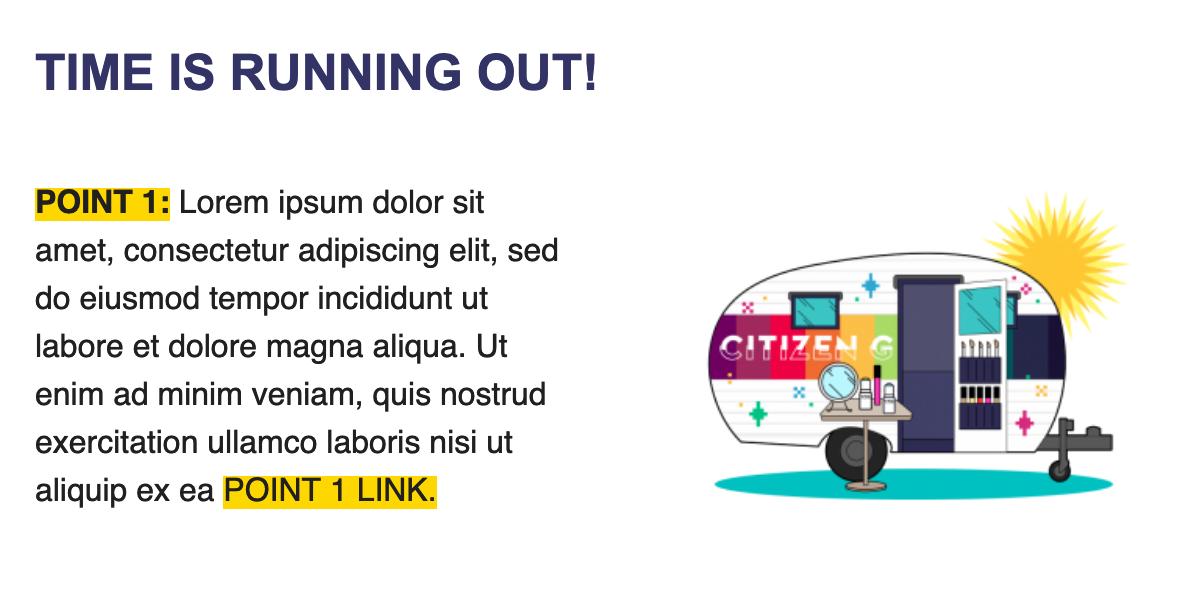 TIME IS RUNNING OUT!
POINT 1: Lorem ipsum dolor sit
amet, consectetur adipiscing elit, sed
do eiusmod tempor incididunt ut
labore et dolore magna aliqua. Ut
enim ad minim veniam, quis nostrud
exercitation ullamco laboris nisi ut
aliquip ex ea POINT 1 LINK.
CITIZEN G